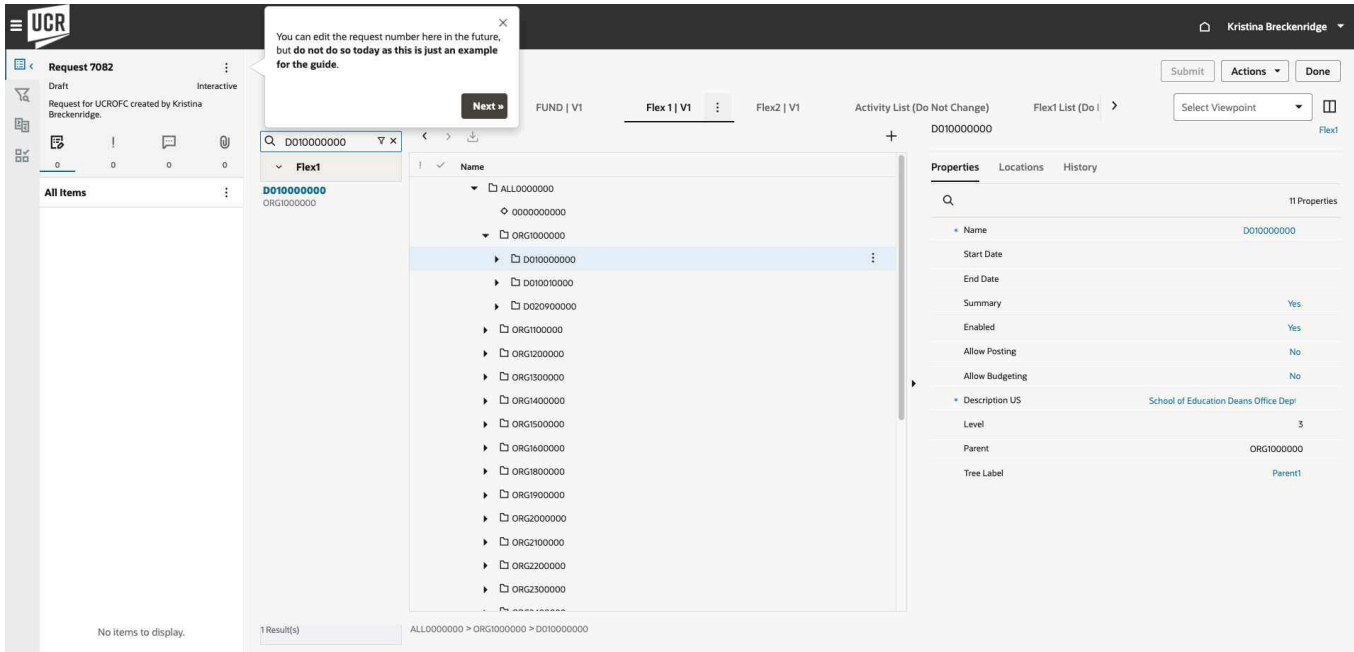 UCR
Kristina Breckenridge
You can edit the request number here in the future,
but do not do so today as this is just an example
for the guide.
Next »
Request 7082
Draft
Interactive
Request for UCROFC created by Kristina
Breckenridge.
0
0
0
0
All Items
No items to display.
Submit
Actions
Done
FUND | V1
Flex 1 | V1
Flex2 | V1
Activity List (Do Not Change)
Flex1 List (Do
Select Viewpoint
D010000000
Flex1
D010000000
ORG1000000
1 Result(s)
Name
ALL0000000
0000000000
ORG1000000
D010000000
D010010000
D020900000
ORG1100000
ORG1200000
ORG1300000
ORG1400000
ORG1500000
ORG1600000
ORG1800000
ORG1900000
ORG2000000
ORG2100000
ORG2200000
ORG2300000
ALL0000000 > ORG1000000 > D010000000
D010000000
Flex1
Properties
Locations
History
11 Properties
Name D010000000
Start Date
End Date
Summary Yes
Enabled Yes
Allow Posting No
Allow Budgeting No
Description US School of Education Deans Office Dept
Level 3
Parent ORG1000000
Tree Label Parent1